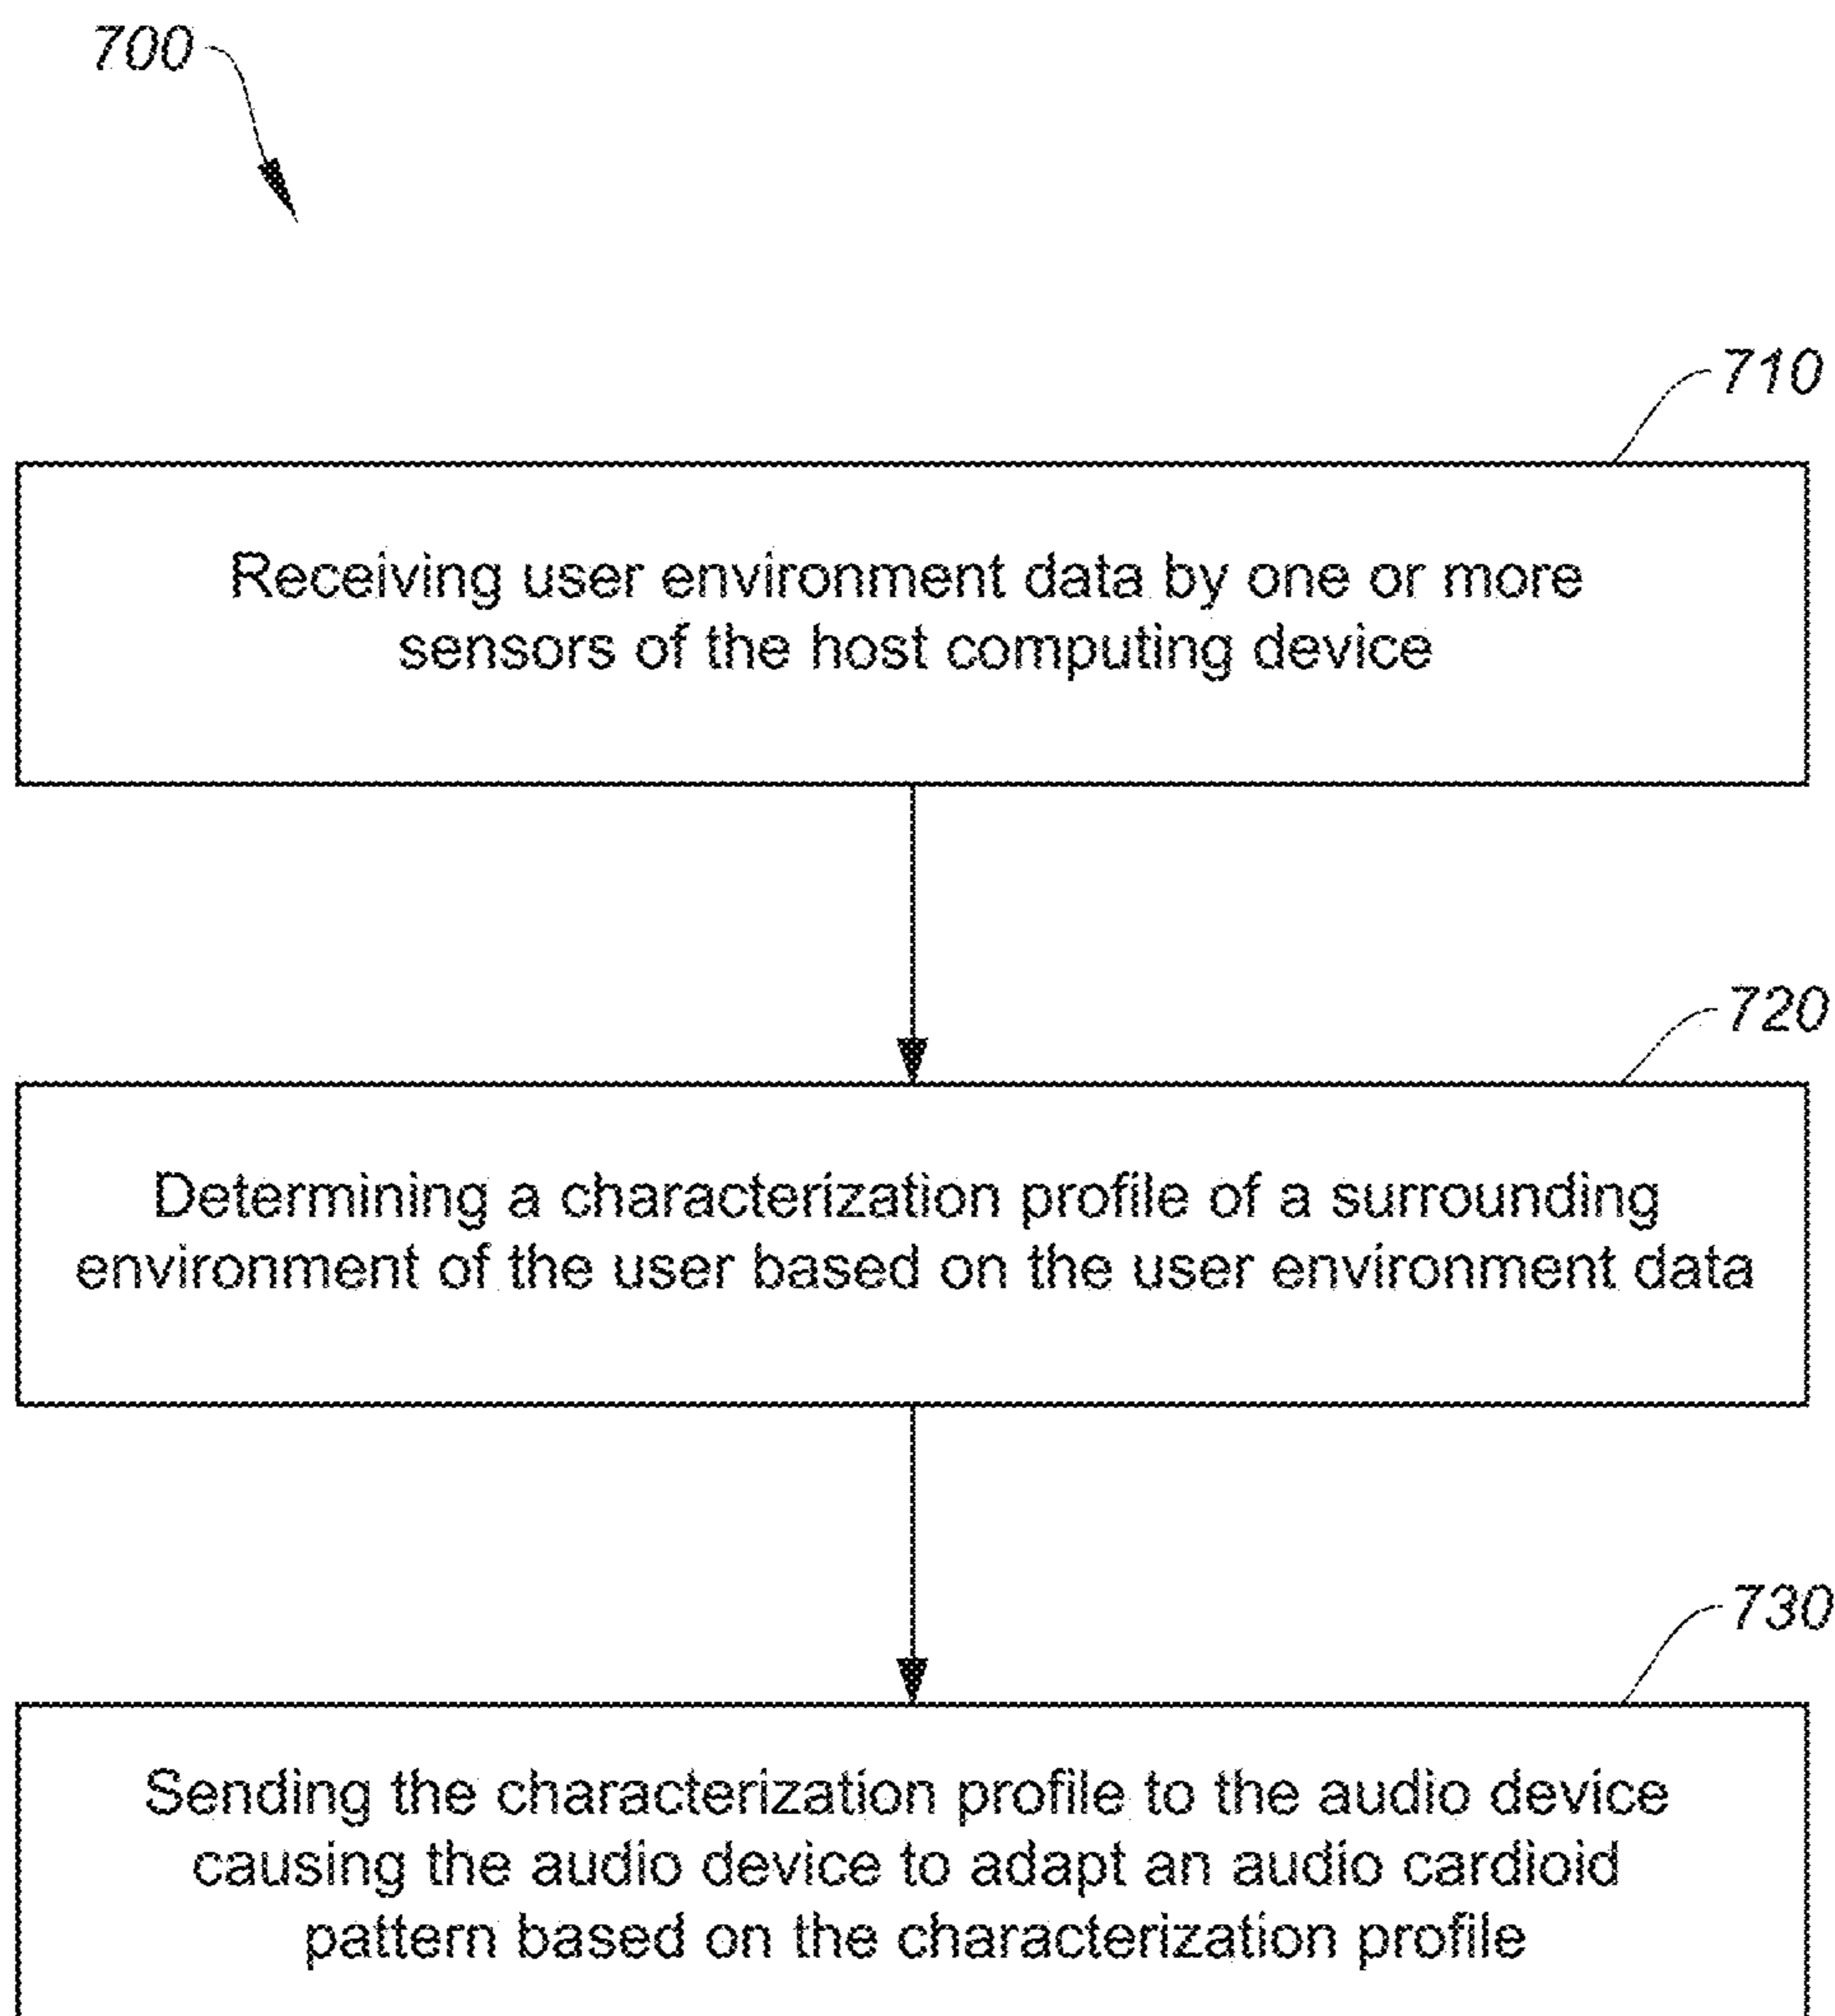 700
710
Receiving user environment data by one or more
sensors of the host computing device
720
Determining a characterization profile of a surrounding
environment of the user based on the user environment data
730
Sending the characterization profile to the audio device
causing the audio device to adapt an audio cardioid
pattern based on the characterization profile